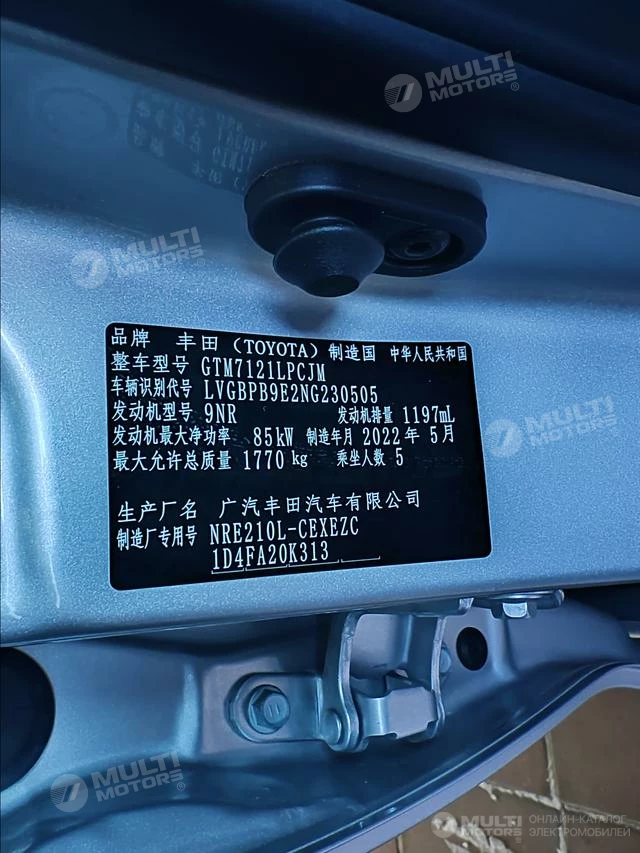 MULTI
MOTORS®
MULTI
MOTORS®
品牌 丰田（TOYOTA）制造国 中华人民共和国
整车型号 GTM7121LPCJM
车辆识别代号 LVGBPB9E2NG230505
发动机型号 9NR 发动机排量 1197mL
发动机最大净功率 85kW 制造年月 2022年5月
最大允许总质量 1770kg 乘坐人数 5
MULTI
MOTORS®
生产厂名 广汽丰田汽车有限公司
制造厂专用号 NRE210L-CEXEZC
1D4FA20K313
MULTI
MOTORS®
MULTI
MOTORS®
ОНЛАЙН-КАТАЛОГ
ЭЛЕКТРОМОБИЛЕЙ